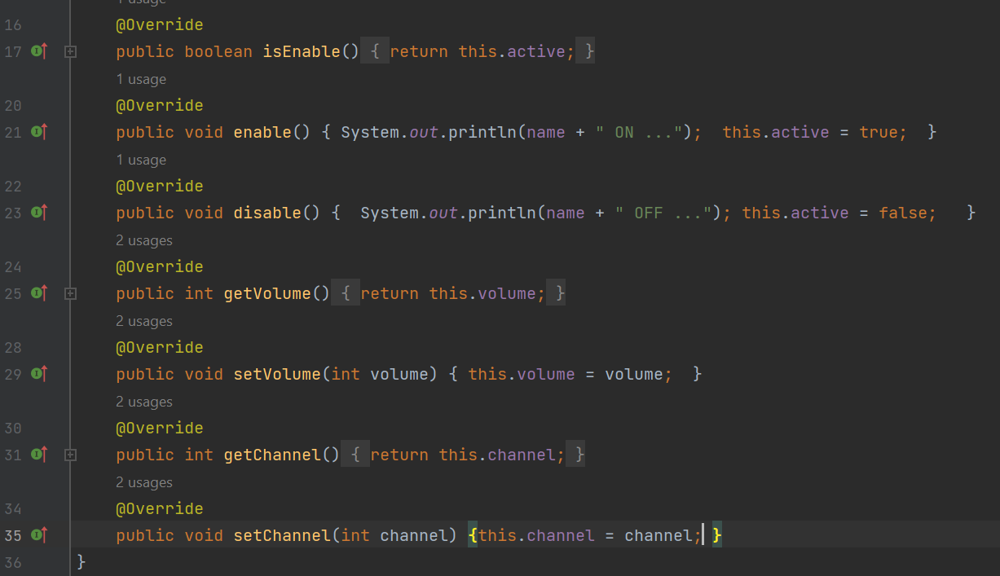 1 usage
16 @Override
17 public boolean isEnable() { return this.active; }
1 usage
20 @Override
21 public void enable() { System.out.println(name + " ON ..."); this.active = true; }
1 usage
22 @Override
23 public void disable() { System.out.println(name + " OFF ..."); this.active = false; }
2 usages
24 @Override
25 public int getVolume() { return this.volume; }
2 usages
28 @Override
29 public void setVolume(int volume) { this.volume = volume; }
2 usages
30 @Override
31 public int getChannel() { return this.channel; }
2 usages
34 @Override
35 public void setChannel(int channel) {this.channel = channel; }
36 }